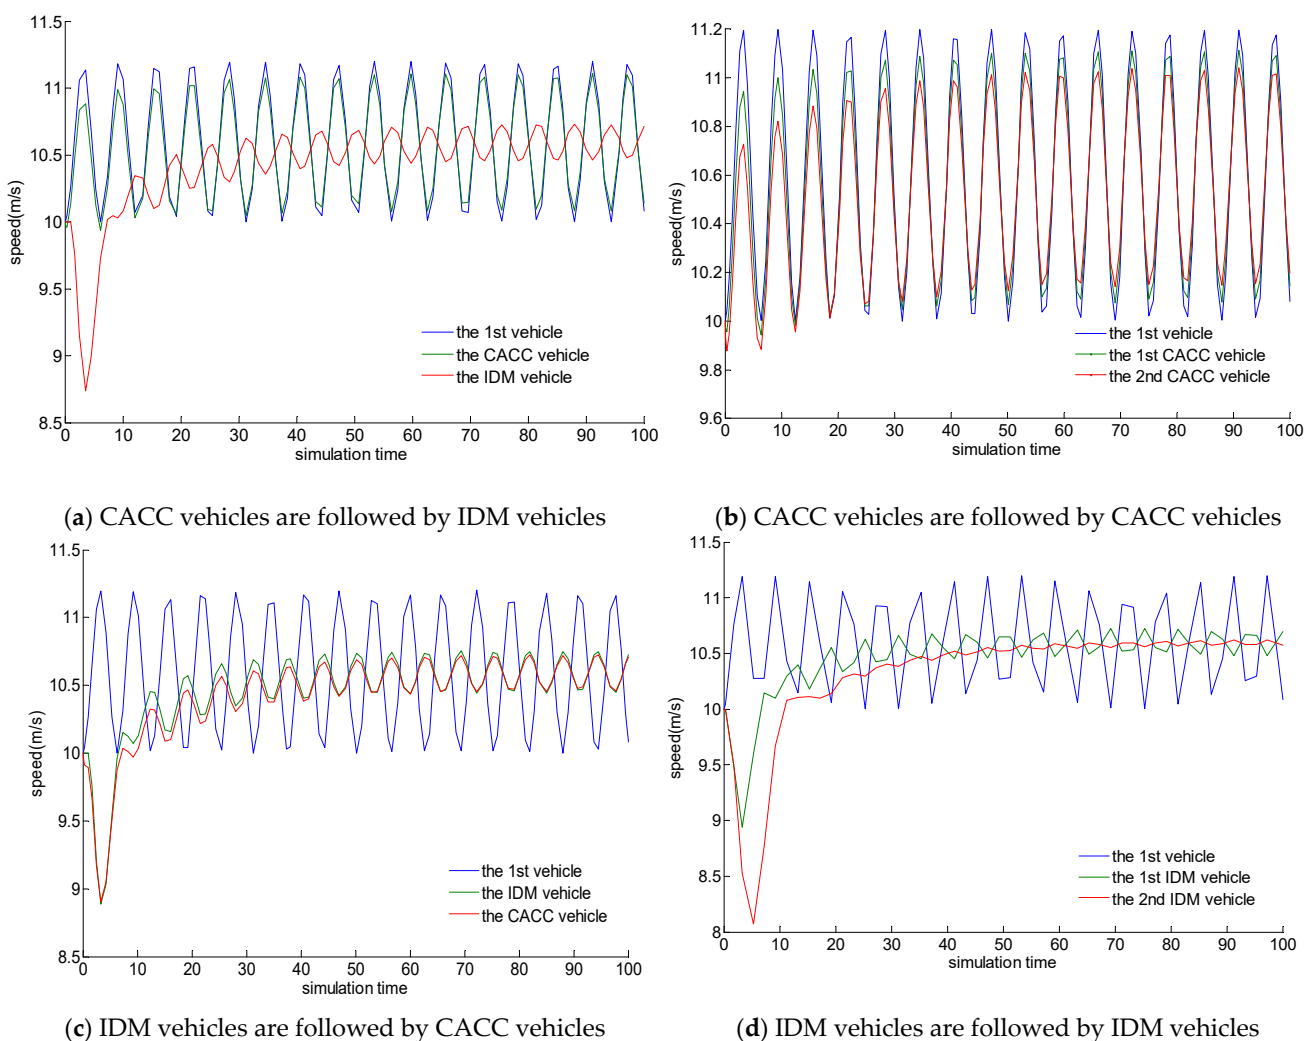 11.5
11
10.5
10
9.5
9
8.5
speed(m/s)
0 10 20 30 40 50 60 70 80 90 100
simulation time
the 1st vehicle
the CACC vehicle
the IDM vehicle
(a) CACC vehicles are followed by IDM vehicles
11.2
11
10.8
10.6
10.4
10.2
10
9.8
9.6
speed(m/s)
0 10 20 30 40 50 60 70 80 90 100
simulation time
the 1st vehicle
the 1st CACC vehicle
the 2nd CACC vehicle
(b) CACC vehicles are followed by CACC vehicles
11.5
11
10.5
10
9.5
9
8.5
speed(m/s)
0 10 20 30 40 50 60 70 80 90 100
simulation time
the 1st vehicle
the IDM vehicle
the CACC vehicle
(c) IDM vehicles are followed by CACC vehicles
11.5
11
10.5
10
9.5
9
8.5
8
speed(m/s)
0 10 20 30 40 50 60 70 80 90 100
simulation time
the 1st vehicle
the 1st IDM vehicle
the 2nd IDM vehicle
(d) IDM vehicles are followed by IDM vehicles